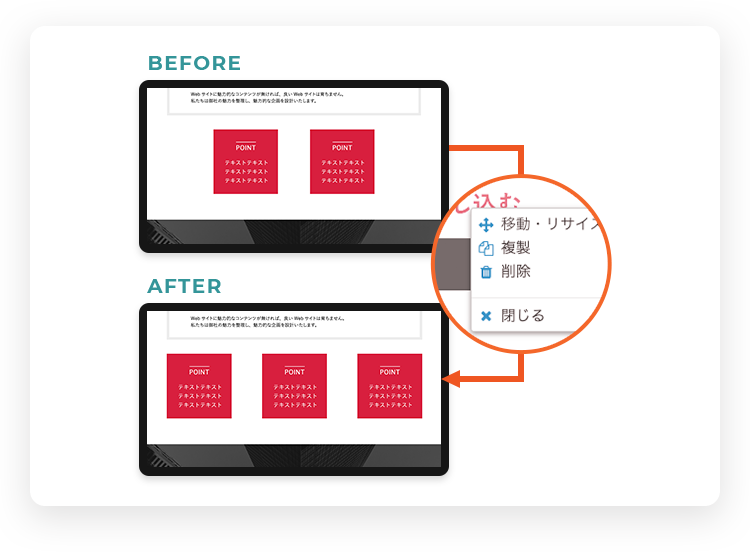 BEFORE
Web サイトに魅力的なコンテンツが無ければ、良い Web サイトは育ちません。
私たちは御社の魅力を整理し、魅力的な企画を設計いたします。
POINT
テキストテキスト
テキストテキスト
テキストテキスト
POINT
テキストテキスト
テキストテキスト
テキストテキスト
し込む
移動・リサイズ
複製
削除
閉じる
AFTER
Web サイトに魅力的なコンテンツが無ければ、良い Web サイトは育ちません。
私たちは御社の魅力を整理し、魅力的な企画を設計いたします。
POINT
テキストテキスト
テキストテキスト
テキストテキスト
POINT
テキストテキスト
テキストテキスト
テキストテキスト
POINT
テキストテキスト
テキストテキスト
テキストテキスト